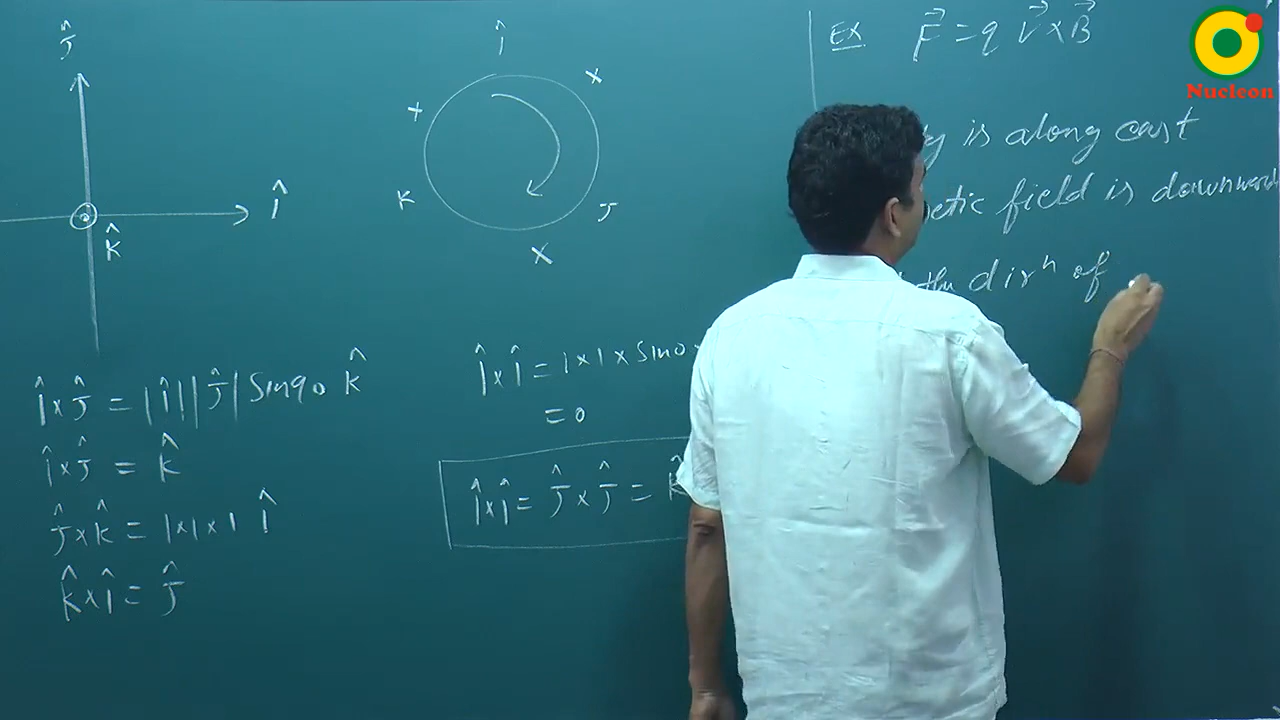 ĵ
î
k̂
î × ĵ = |î||ĵ| Sin90 k̂
î × ĵ = k̂
ĵ × k̂ = 1×1×1 î
k̂ × î = ĵ
î
x
x
K
J
x
î × î = 1×1×Sin0
= 0
î × î = ĵ × ĵ = k̂
EX F⃗ = q V⃗ × B⃗
is along east
etic field is downward
the dirⁿ of
Nucleon